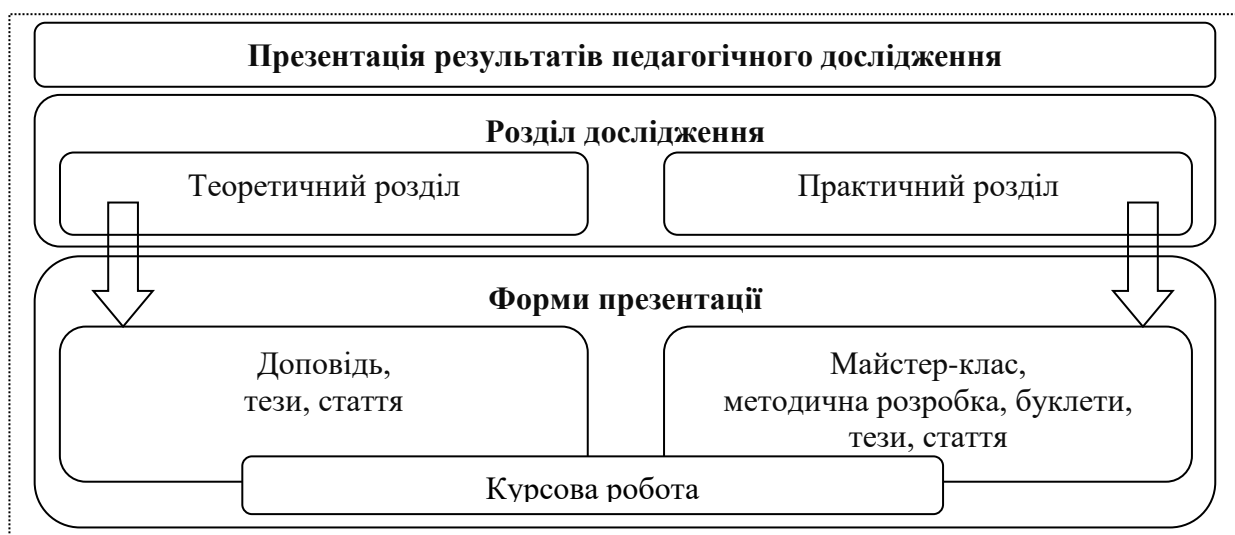 Презентація результатів педагогічного дослідження
Розділ дослідження
Теоретичний розділ
Практичний розділ
Форми презентації
Доповідь,
тези, стаття
Майстер-клас,
методична розробка, буклети,
тези, стаття
Курсова робота